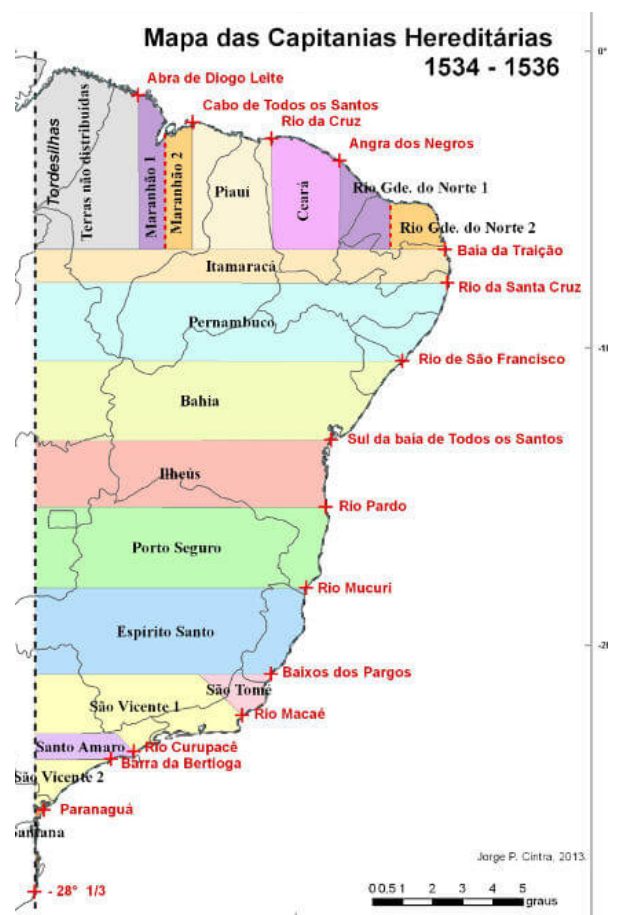 Mapa das Capitanias Hereditárias
1534 - 1536
0°
Abra de Diogo Leite
Cabo de Todos os Santos
Rio da Cruz
Angra dos Negros
Tordesilhas
Terras não distribuídas
Maranhão 1
Maranhão 2
Piauí
Ceará
Rio Gde. do Norte 1
Rio Gde. do Norte 2
Baia da Traição
Itamaracá
Rio da Santa Cruz
Pernambuco
-10
Rio de São Francisco
Bahia
Sul da baia de Todos os Santos
Ilheús
Rio Pardo
Porto Seguro
Rio Mucuri
Espírito Santo
-20
Baixos dos Pargos
São Tomé
São Vicente 1
Rio Macaé
Santo Amaro
Rio Curupacê
Barra da Bertioga
São Vicente 2
Paranaguá
Santana
Jorge P. Cintra, 2013.
- 28° 1/3
0 0,5 1 2 3 4 5
graus